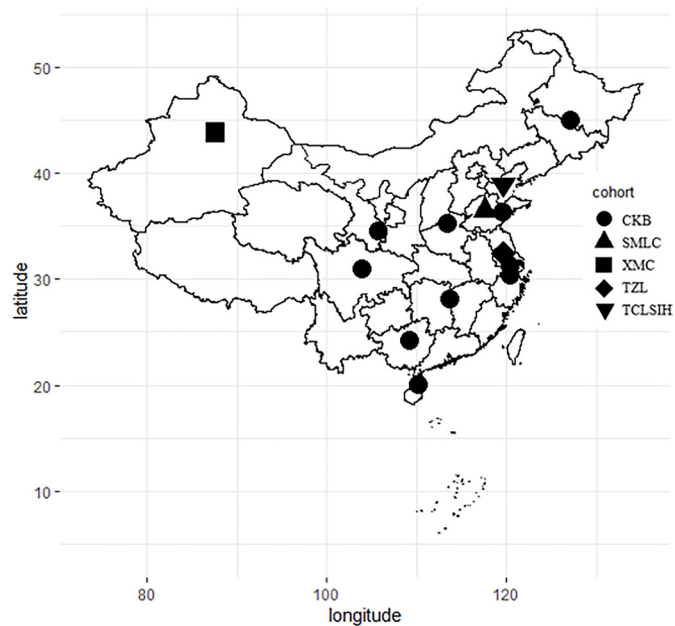 50
40
30
20
10
latitude
80
100
120
longitude
cohort
CKB
SMLC
XMC
TZL
TCLSIH